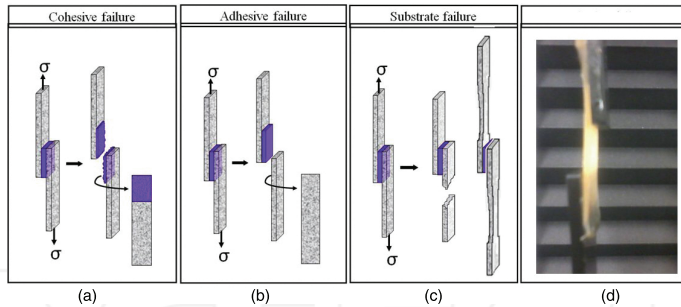 Cohesive failure
Adhesive failure
Substrate failure
σ
σ
σ
σ
σ
σ
(a)
(b)
(c)
(d)